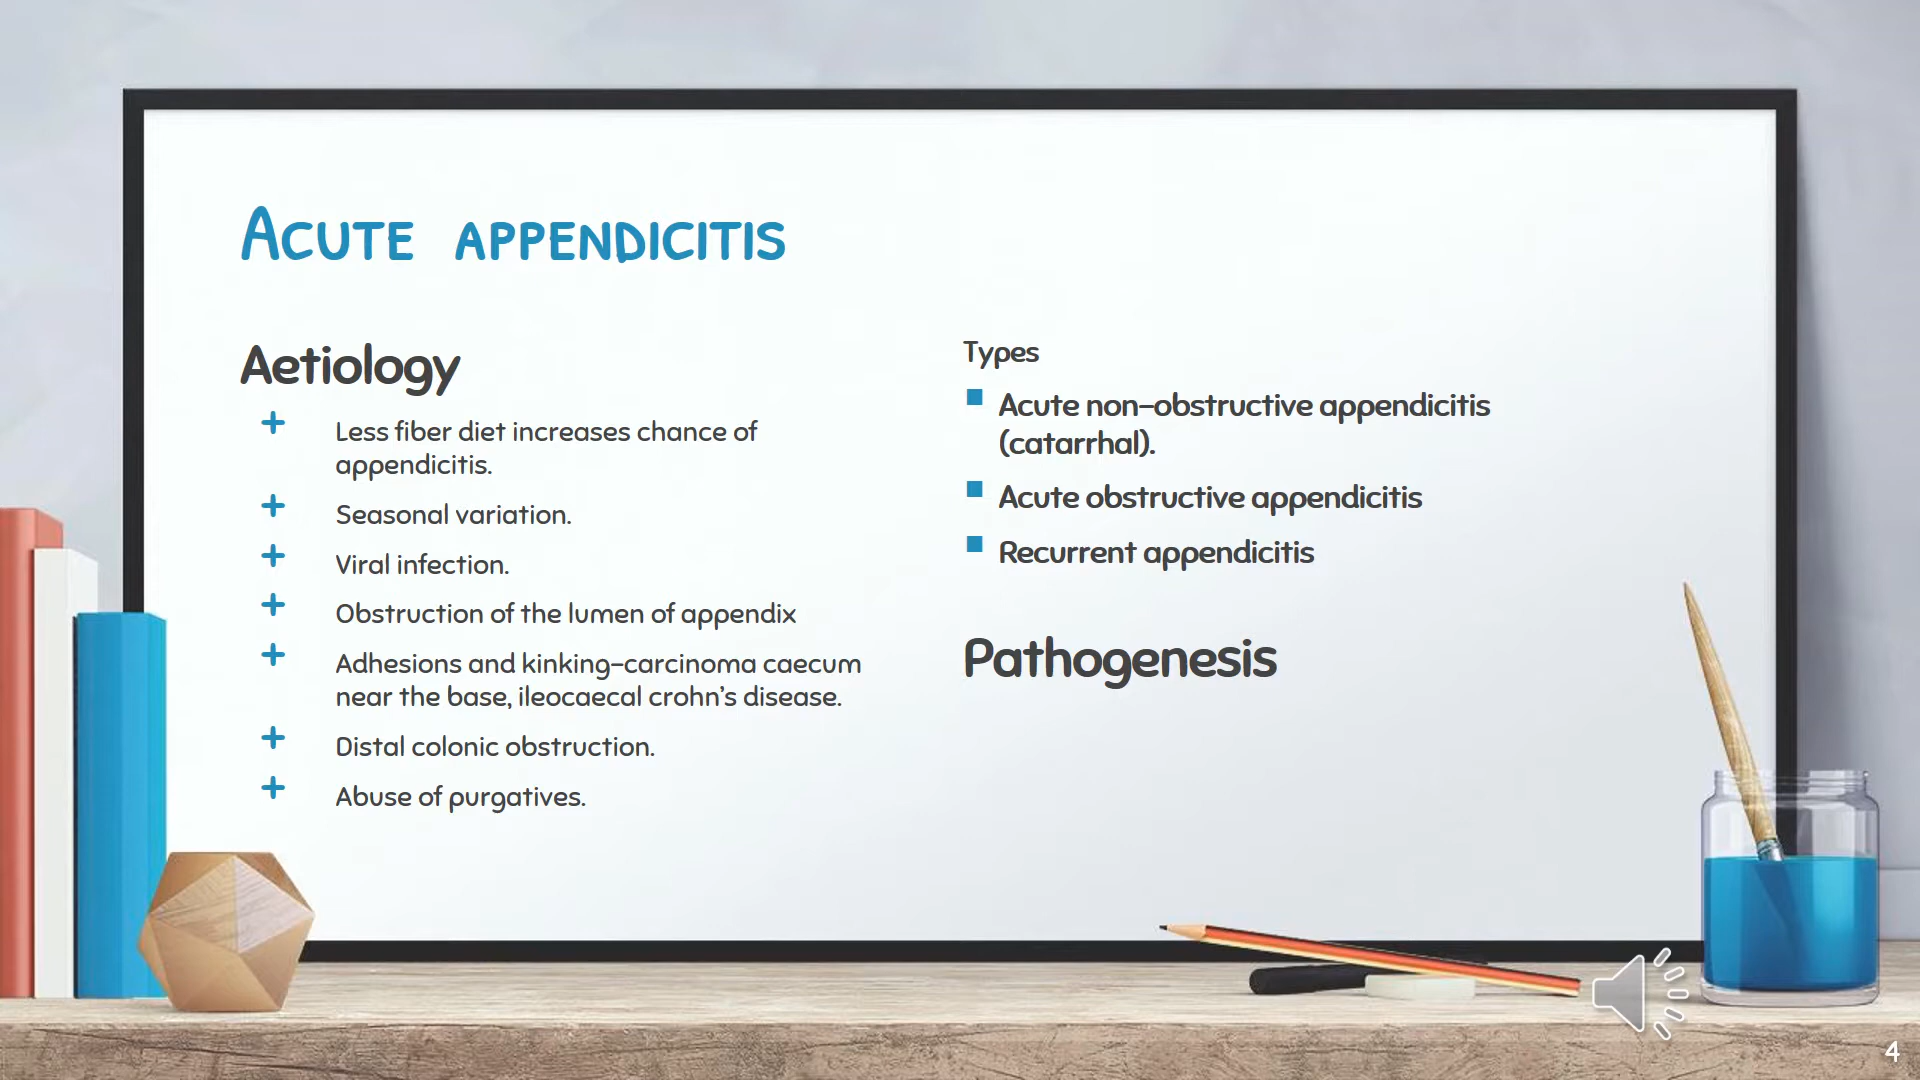 Acute appendicitis
Aetiology
+ Less fiber diet increases chance of
appendicitis.
+ Seasonal variation.
+ Viral infection.
+ Obstruction of the lumen of appendix
+ Adhesions and kinking-carcinoma caecum
near the base, ileocaecal crohn's disease.
+ Distal colonic obstruction.
+ Abuse of purgatives.
Types
▪ Acute non-obstructive appendicitis
(catarrhal).
▪ Acute obstructive appendicitis
▪ Recurrent appendicitis
Pathogenesis
4